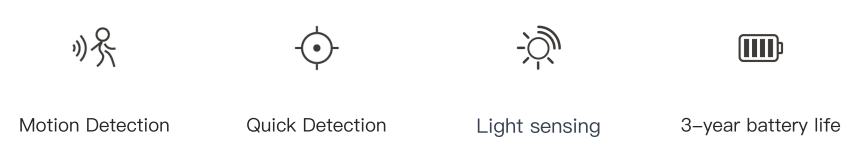 Motion Detection
Quick Detection
Light sensing
3-year battery life